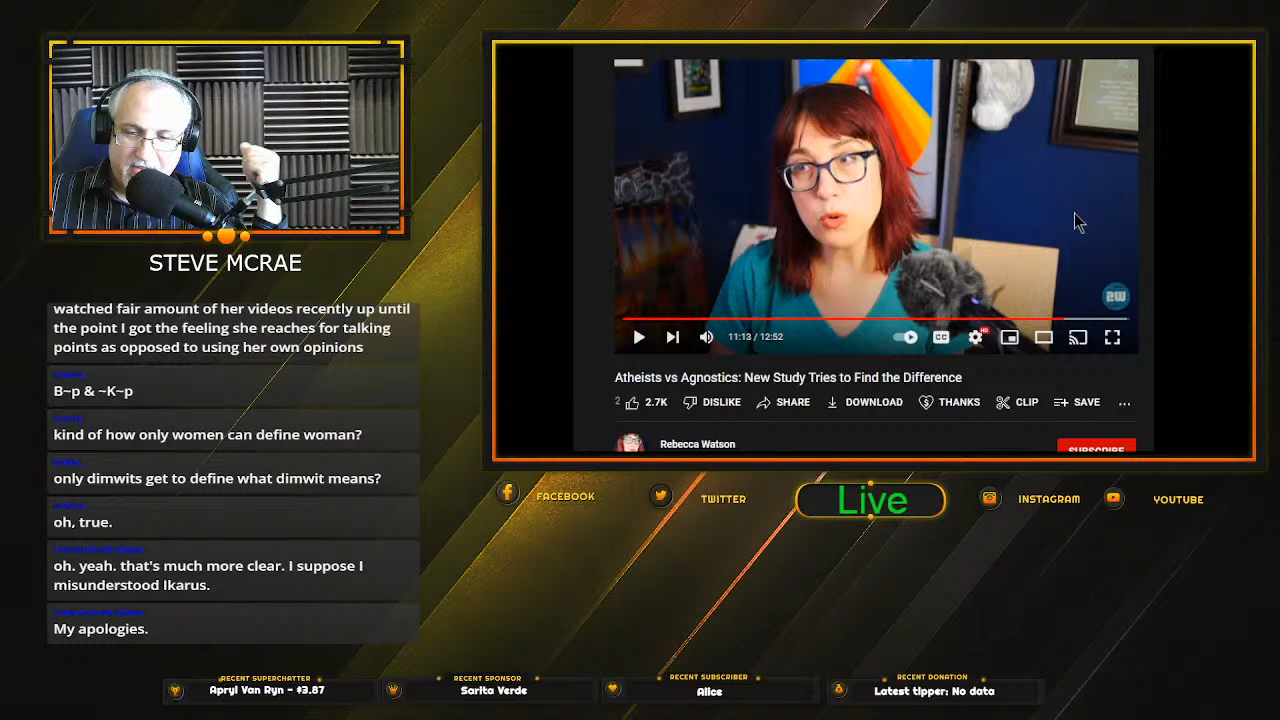 STEVE MCRAE
watched fair amount of her videos recently up until
the point I got the feeling she reaches for talking
points as opposed to using her own opinions
B~p & ~K~p
kind of how only women can define woman?
only dimwits get to define what dimwit means?
oh, true.
oh. yeah. that's much more clear. I suppose I
misunderstood Ikarus.
My apologies.
2W
11:13 / 12:52
CC
HD
Atheists vs Agnostics: New Study Tries to Find the Difference
2 2.7K DISLIKE SHARE DOWNLOAD THANKS CLIP SAVE ...
Rebecca Watson
SUBSCRIBE
FACEBOOK
TWITTER
Live
INSTAGRAM
YOUTUBE
RECENT SUPERCHATTER
Apryl Van Ryn - $3.87
RECENT SPONSOR
Sarita Verde
RECENT SUBSCRIBER
Alice
RECENT DONATION
Latest tipper: No data